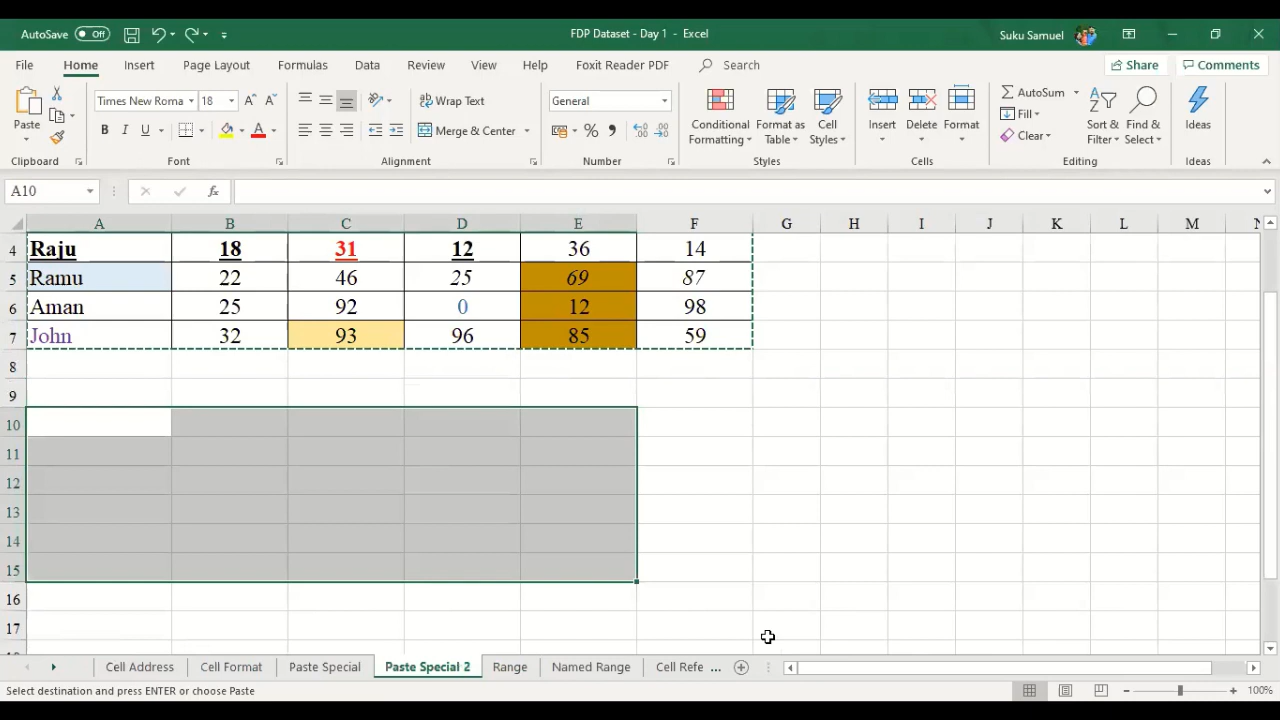 AutoSave Off FDP Dataset - Day 1 - Excel Suku Samuel
File Home Insert Page Layout Formulas Data Review View Help Foxit Reader PDF Search Share Comments
Paste Times New Roma 18 Wrap Text General Conditional Formatting Format as Table Cell Styles Insert Delete Format AutoSum Fill Clear Sort & Filter Find & Select Ideas
B I U Merge & Center %
Clipboard Font Alignment Number Styles Cells Editing Ideas
A10 fx
A B C D E F G H I J K L M N
4 Raju 18 31 12 36 14
5 Ramu 22 46 25 69 87
6 Aman 25 92 0 12 98
7 John 32 93 96 85 59
8
9
10
11
12
13
14
15
16
17
Cell Address Cell Format Paste Special Paste Special 2 Range Named Range Cell Refe ...
Select destination and press ENTER or choose Paste 100%